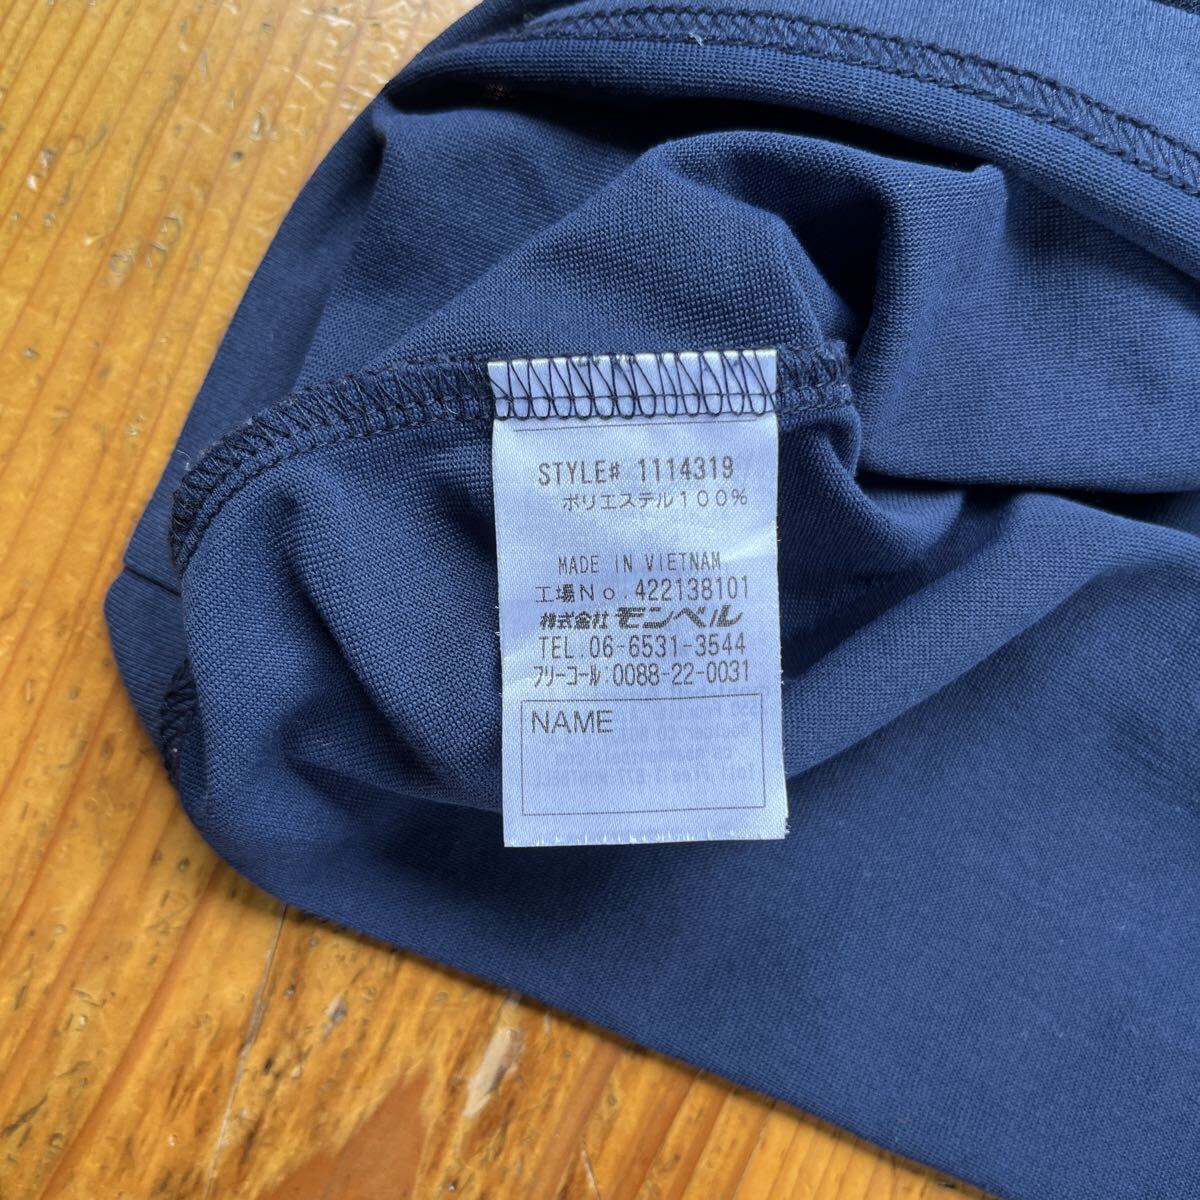 STYLE# 1114319
ポリエステル100%
MADE IN VIETNAM
工場No.422138101
株式会社 モンベル
TEL.06-6531-3544
フリーコール:0088-22-0031
NAME